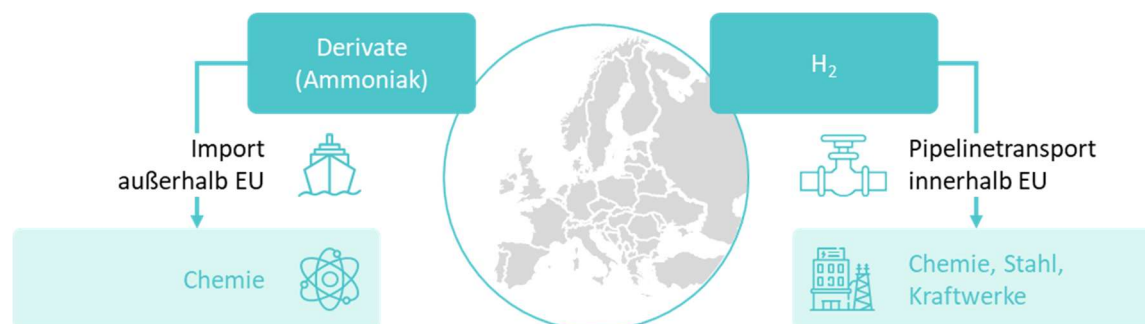 Derivate
(Ammoniak)
Import
außerhalb EU
Chemie
H₂
Pipelinetransport
innerhalb EU
Chemie, Stahl,
Kraftwerke